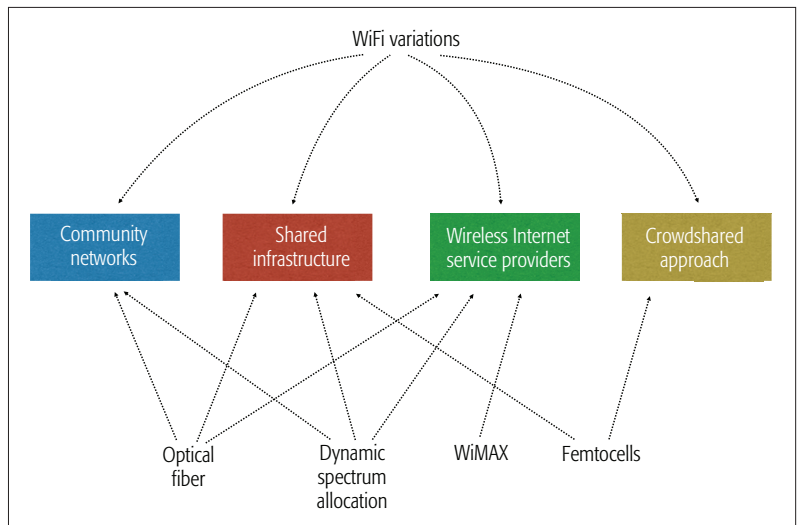 WiFi variations
Community
networks
Shared
infrastructure
Wireless Internet
service providers
Crowdshared
approach
Optical
fiber
Dynamic
spectrum
allocation
WiMAX
Femtocells